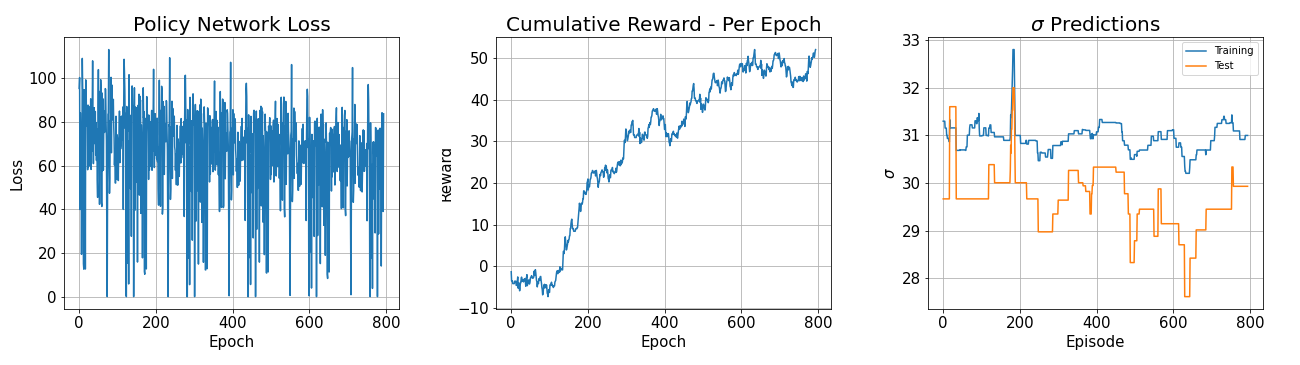 Policy Network Loss
100
80
60
40
20
0
Loss
0 200 400 600 800
Epoch
Cumulative Reward - Per Epoch
50
40
30
20
10
0
−10
Reward
0 200 400 600 800
Epoch
σ Predictions
33
32
31
30
29
28
σ
Training
Test
0 200 400 600 800
Episode